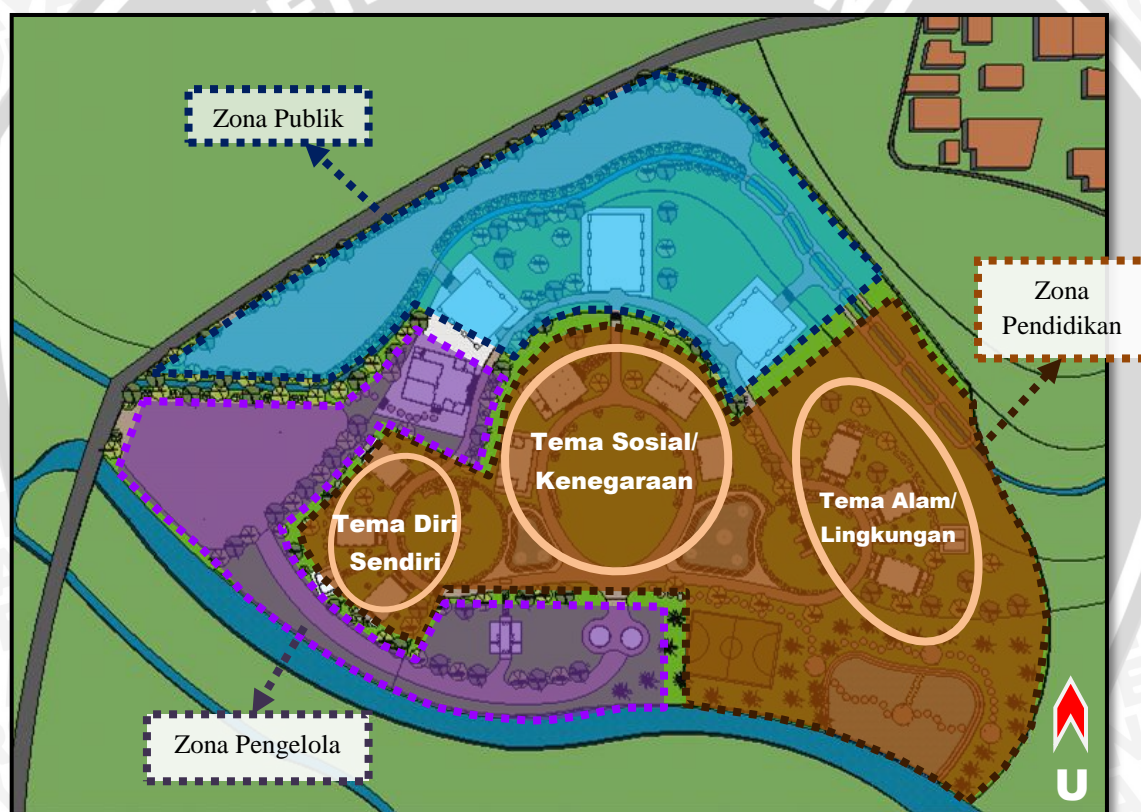 Zona Publik
Zona
Pendidikan
Tema Sosial/
Kenegaraan
Tema Alam/
Lingkungan
Tema Diri
Sendiri
Zona Pengelola
U